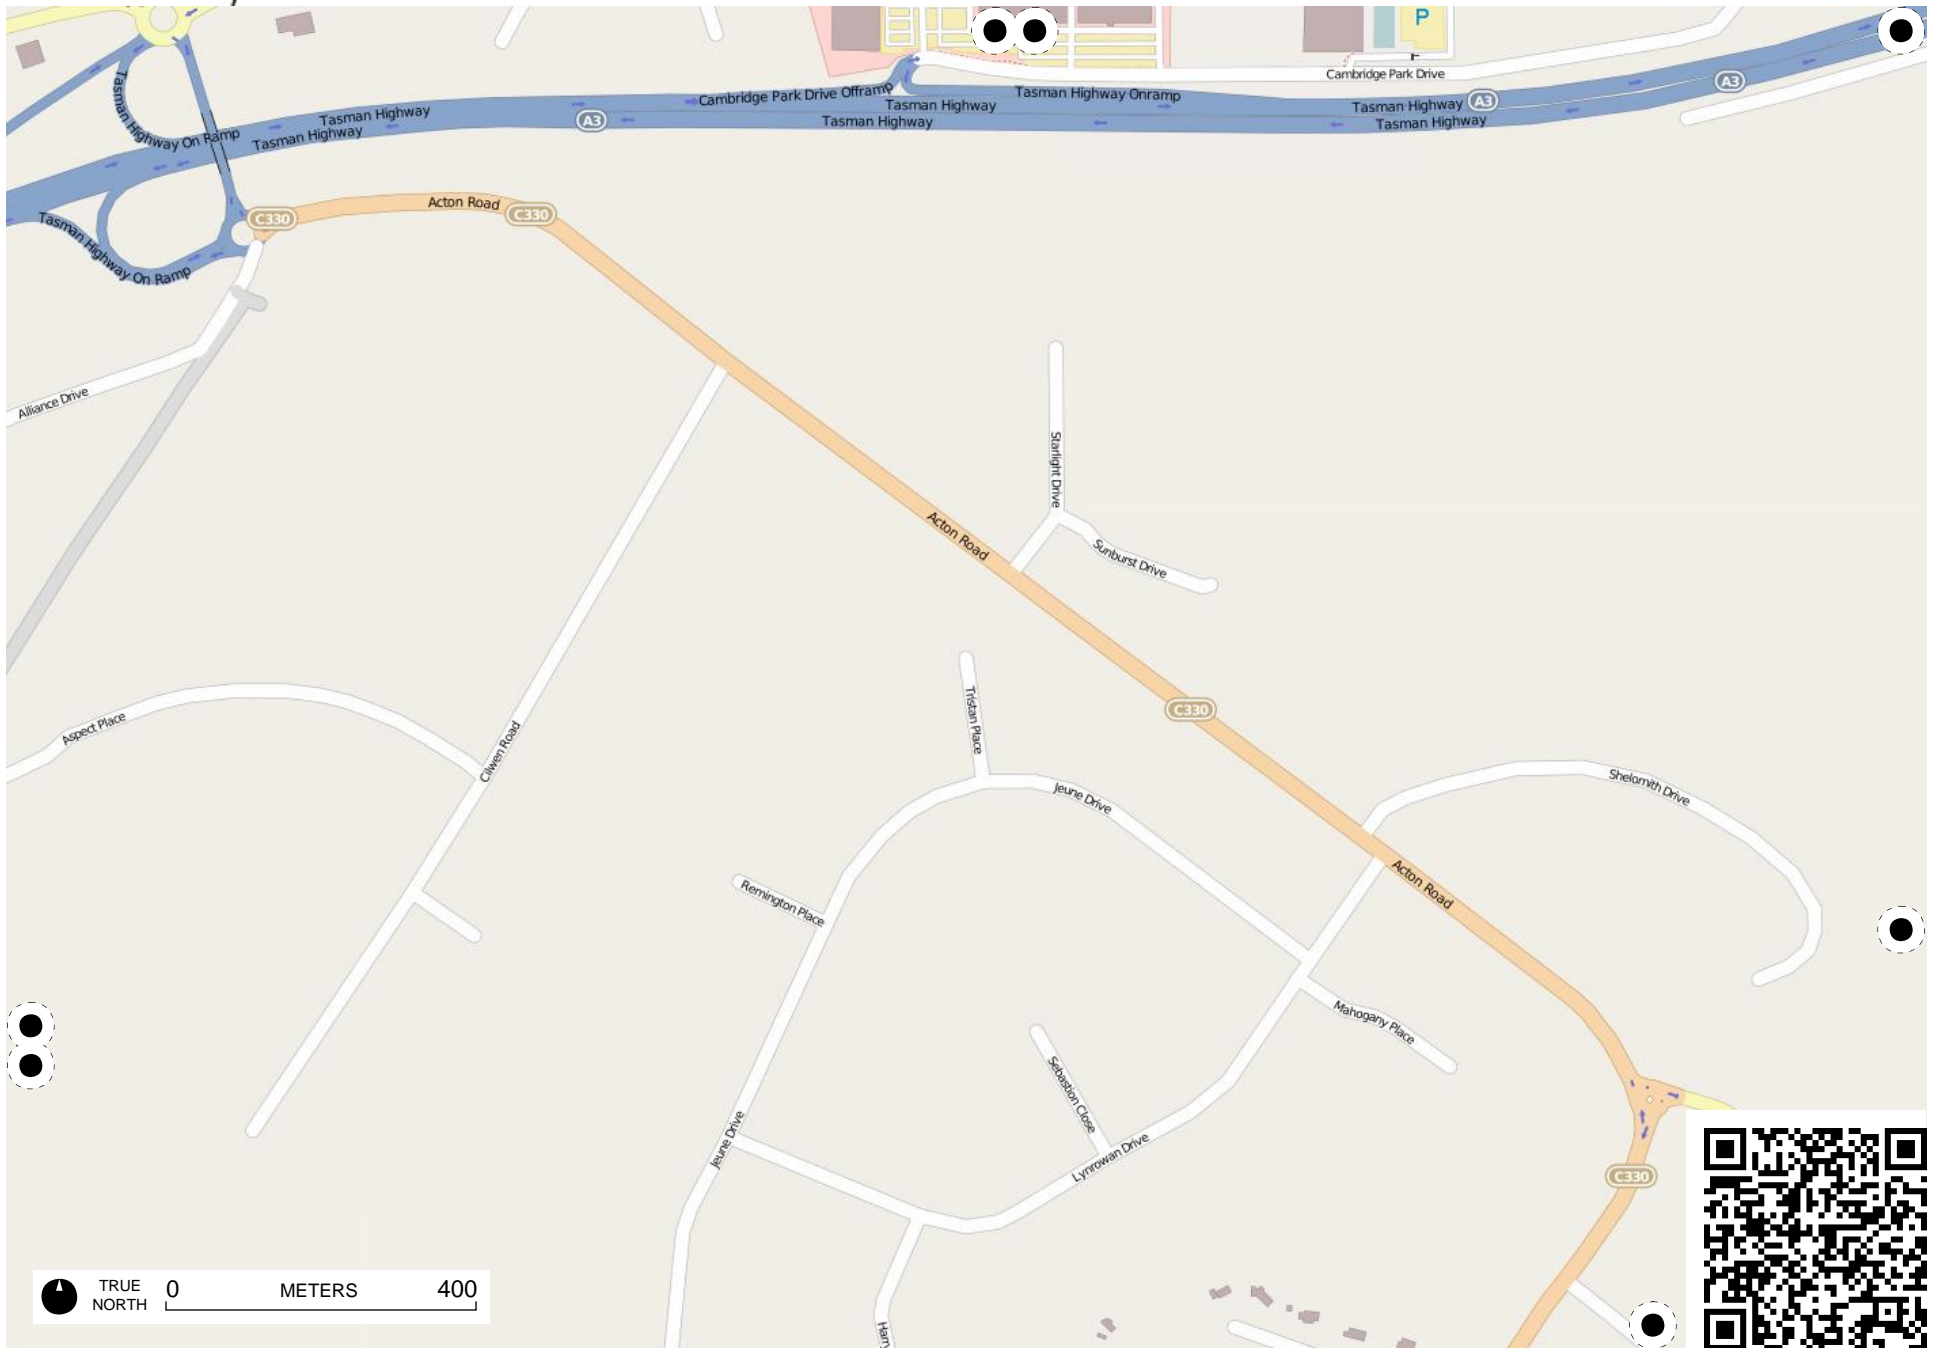 P
Cambridge Park Drive
A3
Cambridge Park Drive Offramp
Tasman Highway Onramp
Tasman Highway
Tasman Highway
Tasman Highway
A3
Tasman Highway
A3
Tasman Highway
Tasman Highway
Tasman Highway On Ramp
Tasman Highway
Acton Road
C330
C330
Tasman Highway On Ramp
Alliance Drive
Starlight Drive
Acton Road
Sunburst Drive
Tristan Place
C330
Aspect Place
Cilwen Road
Jeune Drive
Shelomith Drive
Acton Road
Remington Place
Mahogany Place
Sebastion Close
Jeune Drive
Lynrowan Drive
C330
TRUE
NORTH
0 METERS 400